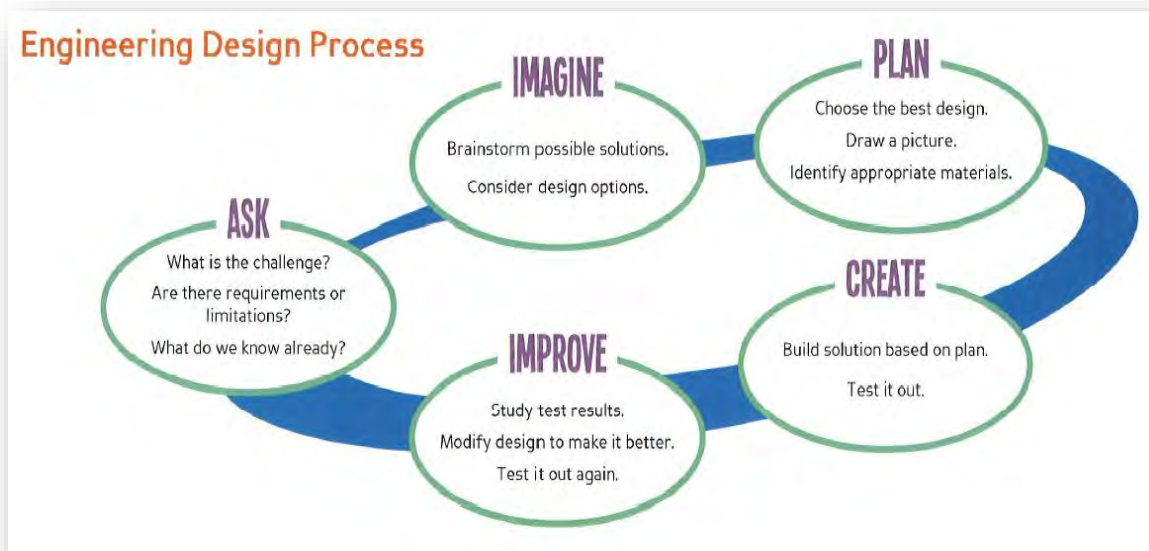 Engineering Design Process
ASK
What is the challenge?
Are there requirements or
limitations?
What do we know already?
IMAGINE
Brainstorm possible solutions.
Consider design options.
PLAN
Choose the best design.
Draw a picture.
Identify appropriate materials.
CREATE
Build solution based on plan.
Test it out.
IMPROVE
Study test results.
Modify design to make it better.
Test it out again.